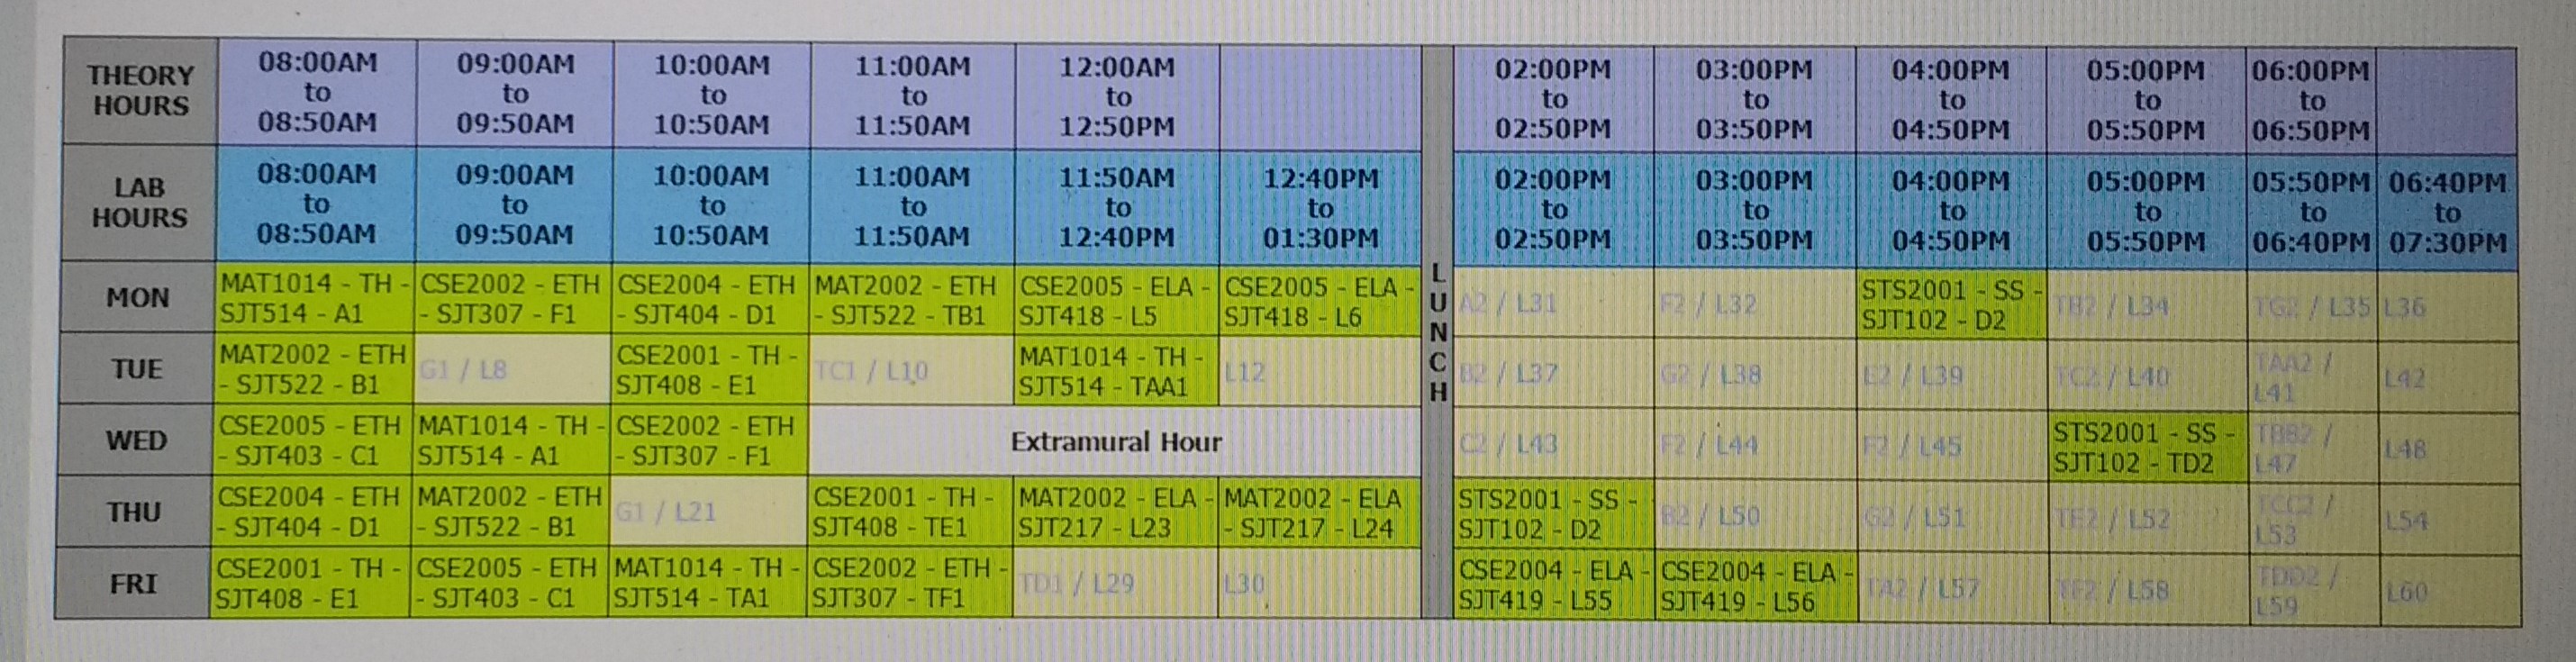 THEORY HOURS 08:00AM to 08:50AM 09:00AM to 09:50AM 10:00AM to 10:50AM 11:00AM to 11:50AM 12:00AM to 12:50PM 02:00PM to 02:50PM 03:00PM to 03:50PM 04:00PM to 04:50PM 05:00PM to 05:50PM 06:00PM to 06:50PM
LAB HOURS 08:00AM to 08:50AM 09:00AM to 09:50AM 10:00AM to 10:50AM 11:00AM to 11:50AM 11:50AM to 12:40PM 12:40PM to 01:30PM LUNCH 02:00PM to 02:50PM 03:00PM to 03:50PM 04:00PM to 04:50PM 05:00PM to 05:50PM 05:50PM to 06:40PM 06:40PM to 07:30PM
MON MAT1014 - TH - SJT514 - A1 CSE2002 - ETH - SJT307 - F1 CSE2004 - ETH - SJT404 - D1 MAT2002 - ETH - SJT522 - TB1 CSE2005 - ELA - SJT418 - L5 CSE2005 - ELA - SJT418 - L6 A2 / L31 F2 / L32 STS2001 - SS - SJT102 - D2 TB2 / L34 TG2 / L35 L36
TUE MAT2002 - ETH - SJT522 - B1 G1 / L8 CSE2001 - TH - SJT408 - E1 TC1 / L10 MAT1014 - TH - SJT514 - TAA1 L12 B2 / L37 G2 / L38 E2 / L39 TC2 / L40 TAA2 / L41 L42
WED CSE2005 - ETH - SJT403 - C1 MAT1014 - TH - SJT514 - A1 CSE2002 - ETH - SJT307 - F1 Extramural Hour C2 / L43 / L44 F2 / L45 STS2001 - SS - SJT102 - TD2 TBB2 / L47 L48
THU CSE2004 - ETH - SJT404 - D1 MAT2002 - ETH - SJT522 - B1 G1 / L21 CSE2001 - TH - SJT408 - TE1 MAT2002 - ELA - SJT217 - L23 MAT2002 - ELA - SJT217 - L24 STS2001 - SS - SJT102 - D2 B2 / L50 G2 / L51 TE2 / L52 TCC2 / L53 L54
FRI CSE2001 - TH - SJT408 - E1 CSE2005 - ETH - SJT403 - C1 MAT1014 - TH - SJT514 - TA1 CSE2002 - ETH - SJT307 - TF1 TD1 / L29 L30 CSE2004 - ELA - SJT419 - L55 CSE2004 - ELA - SJT419 - L56 TA2 / L57 TF2 / L58 TDD2 / L59 L60